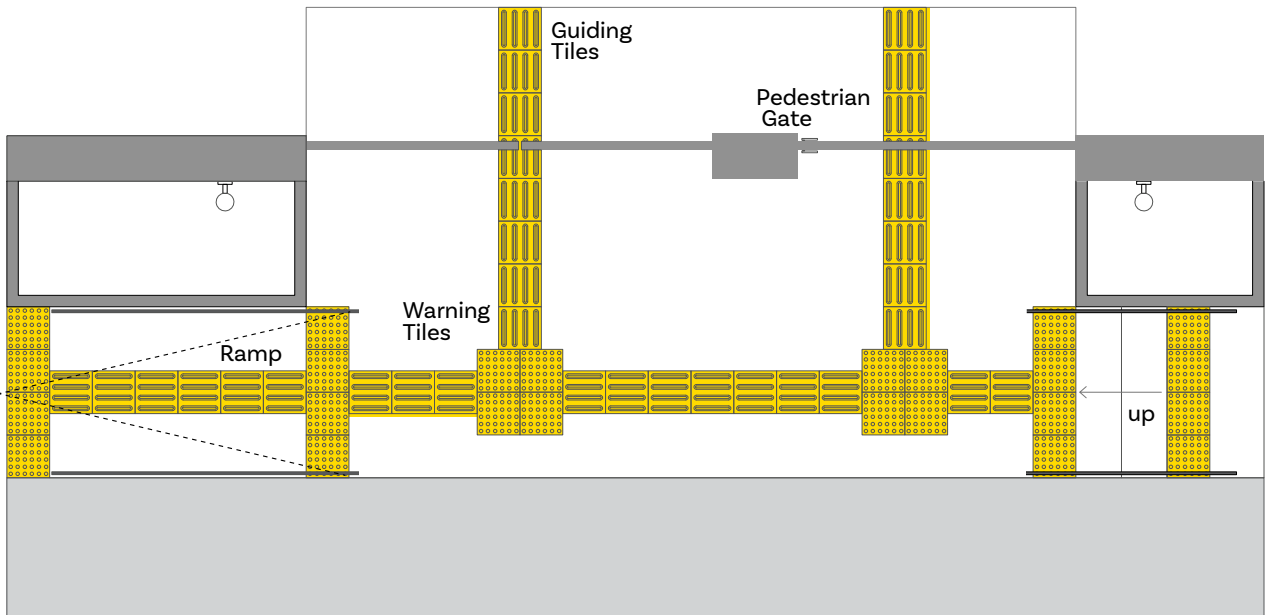 Guiding
Tiles
Pedestrian
Gate
Warning
Tiles
Ramp
up